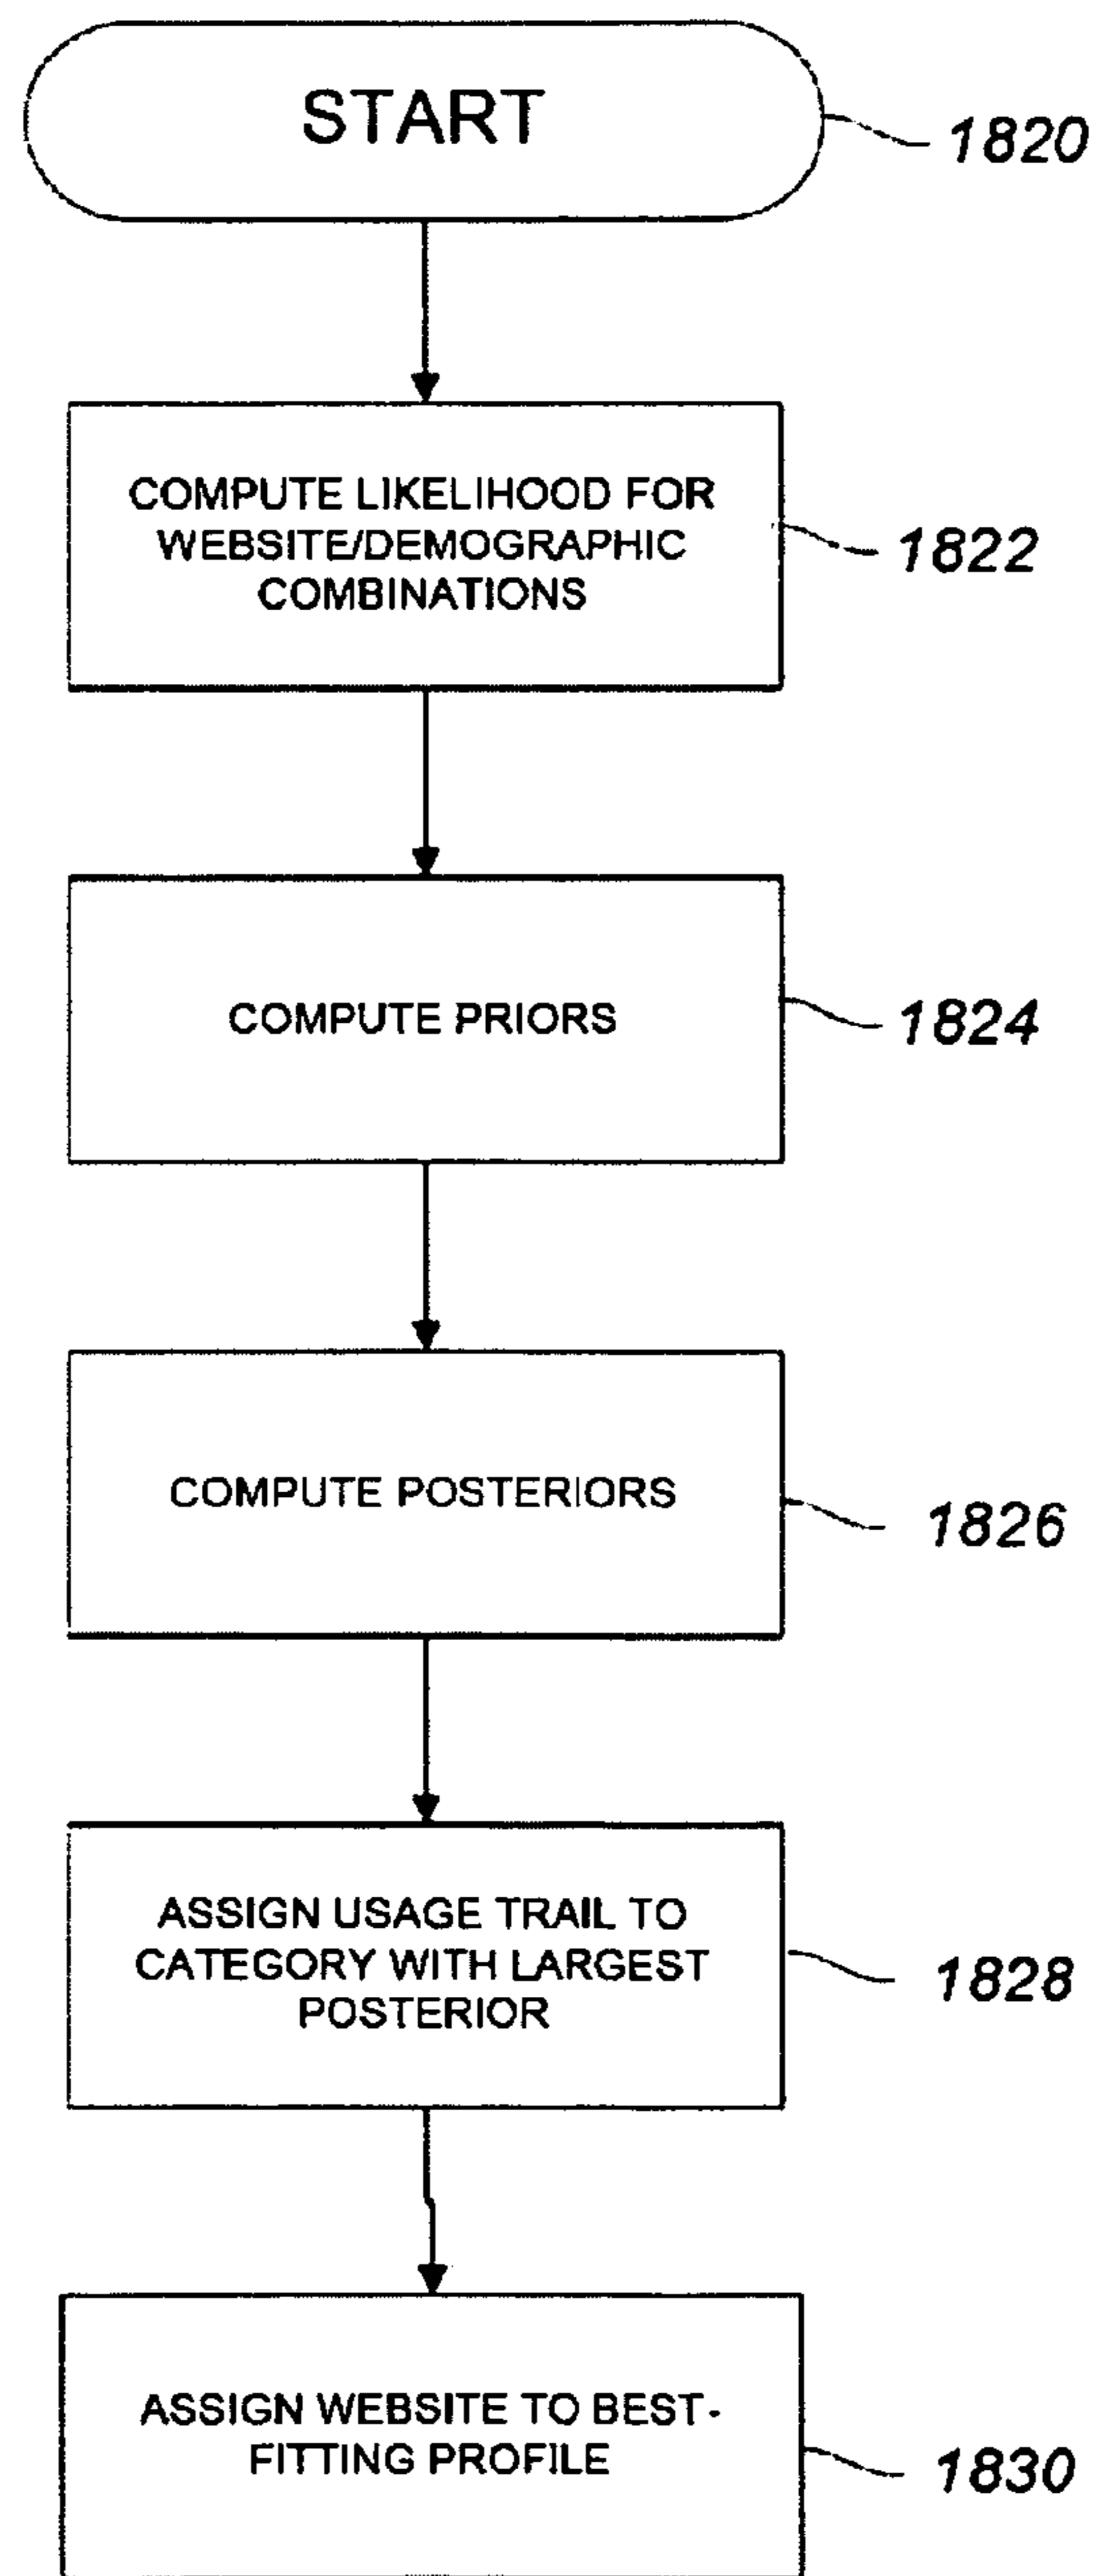 START
1820
COMPUTE LIKELIHOOD FOR
WEBSITE/DEMOGRAPHIC
COMBINATIONS
1822
COMPUTE PRIORS
1824
COMPUTE POSTERIORS
1826
ASSIGN USAGE TRAIL TO
CATEGORY WITH LARGEST
POSTERIOR
1828
ASSIGN WEBSITE TO BEST-
FITTING PROFILE
1830